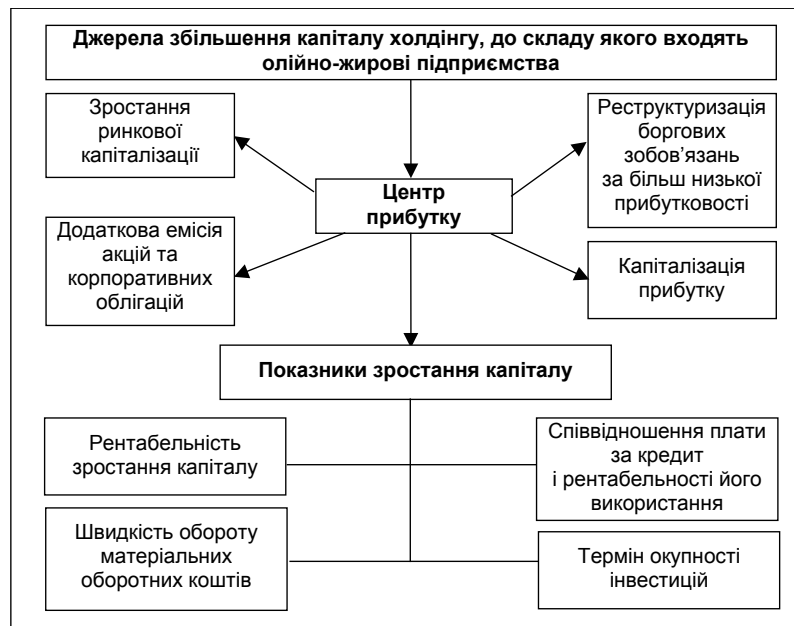 Джерела збільшення капіталу холдингу, до складу якого входять
олійно-жирові підприємства
Зростання
ринкової
капіталізації
Реструктуризація
боргових
зобов’язань
за більш низької
прибутковості
Центр
прибутку
Додаткова емісія
акцій та
корпоративних
облігацій
Капіталізація
прибутку
Показники зростання капіталу
Рентабельність
зростання капіталу
Співвідношення плати
за кредит
і рентабельності його
використання
Швидкість обороту
матеріальних
оборотних коштів
Термін окупності
інвестицій